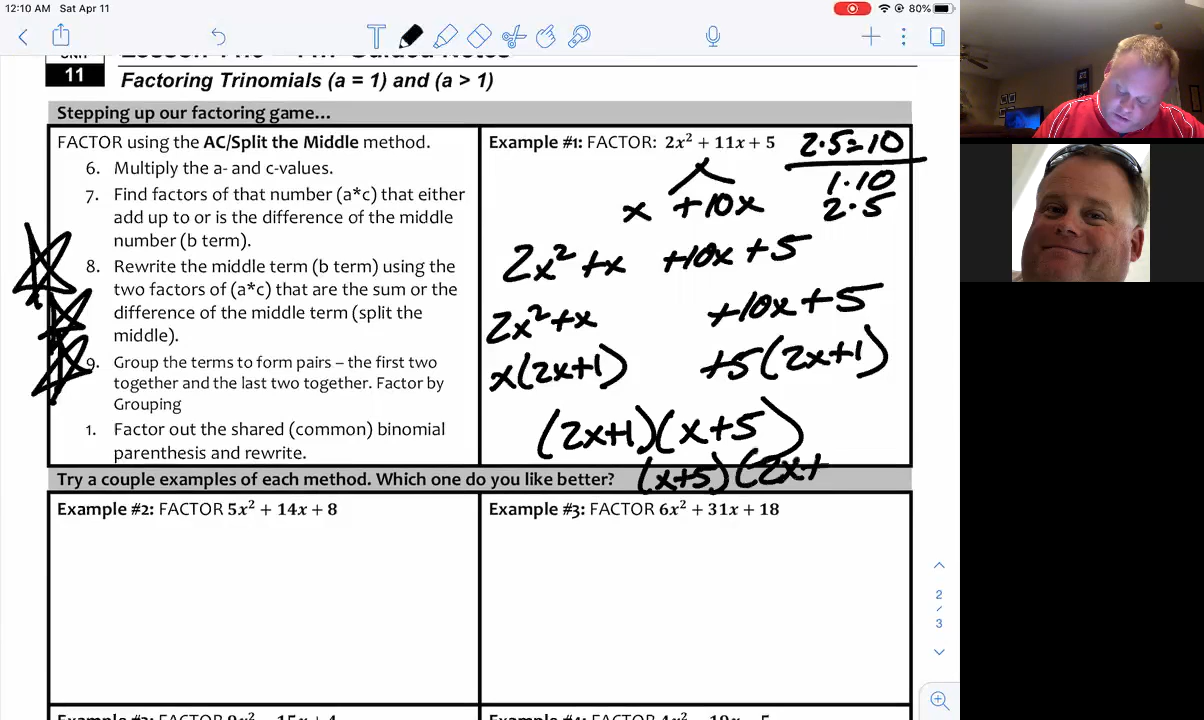 12:10 AM Sat Apr 11
80%
T
11
Factoring Trinomials (a = 1) and (a > 1)
Stepping up our factoring game...
FACTOR using the AC/Split the Middle method.
6. Multiply the a- and c-values.
7. Find factors of that number (a*c) that either
add up to or is the difference of the middle
number (b term).
8. Rewrite the middle term (b term) using the
two factors of (a*c) that are the sum or the
difference of the middle term (split the
middle).
9. Group the terms to form pairs – the first two
together and the last two together. Factor by
Grouping
1. Factor out the shared (common) binomial
parenthesis and rewrite.
Example #1: FACTOR: 2x² + 11x + 5
2·5=10
1·10
2·5
x +10x
2x²+x +10x+5
2x²+x +10x+5
x(2x+1) +5(2x+1)
(2x+1)(x+5)
(x+5)(2x+
Try a couple examples of each method. Which one do you like better?
Example #2: FACTOR 5x² + 14x + 8
Example #3: FACTOR 6x² + 31x + 18
2
/
3